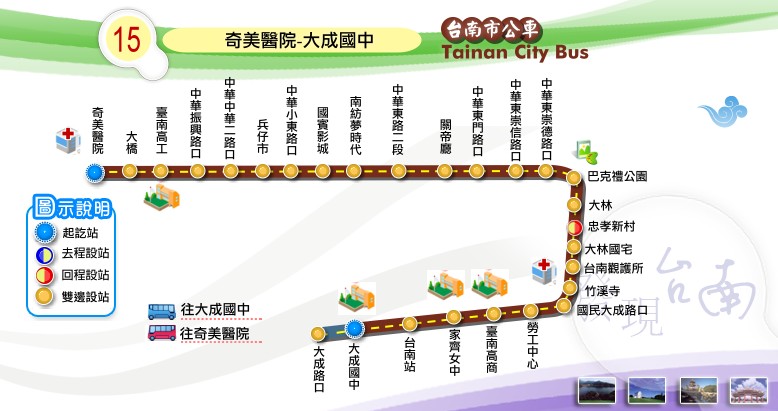 15
奇美醫院-大成國中
台南市公車
Tainan City Bus
奇美醫院
大橋
臺南高工
中華振興路口
中華中華二路口
兵仔市
中華小東路口
國賓影城
南紡夢時代
中華東路二段
關帝廳
中華東門路口
中華東崇信路口
中華東崇德路口
巴克禮公園
大林
忠孝新村
大林國宅
台南觀護所
竹溪寺
國民大成路口
勞工中心
臺南高商
家齊女中
台南站
大成國中
大成路口
圖示說明
起訖站
去程設站
回程設站
雙邊設站
往大成國中
往奇美醫院
發現台南